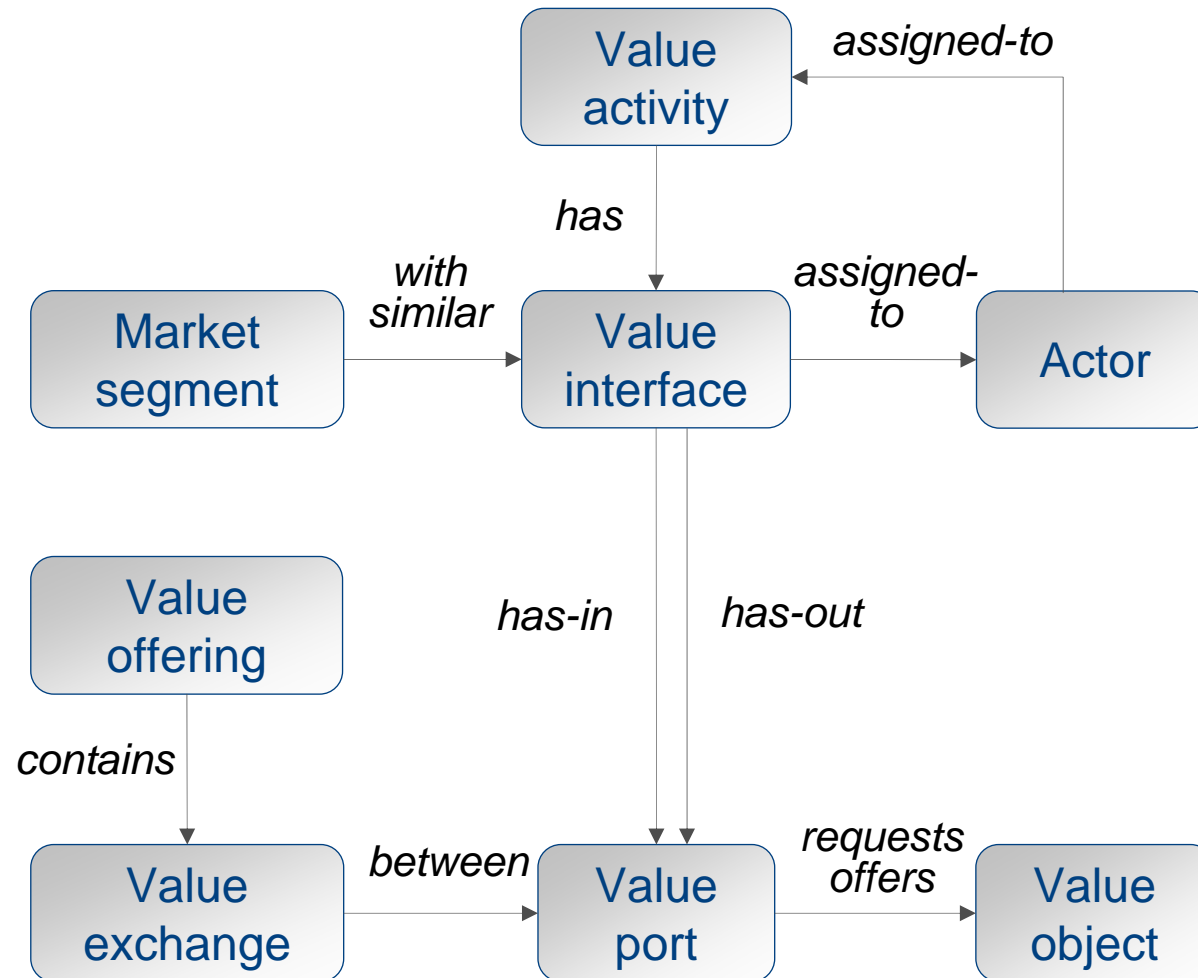 Value
activity
assigned-to
has
with
similar
assigned-
to
Market
segment
Value
interface
Actor
Value
offering
has-in
has-out
contains
between
requests
offers
Value
exchange
Value
port
Value
object